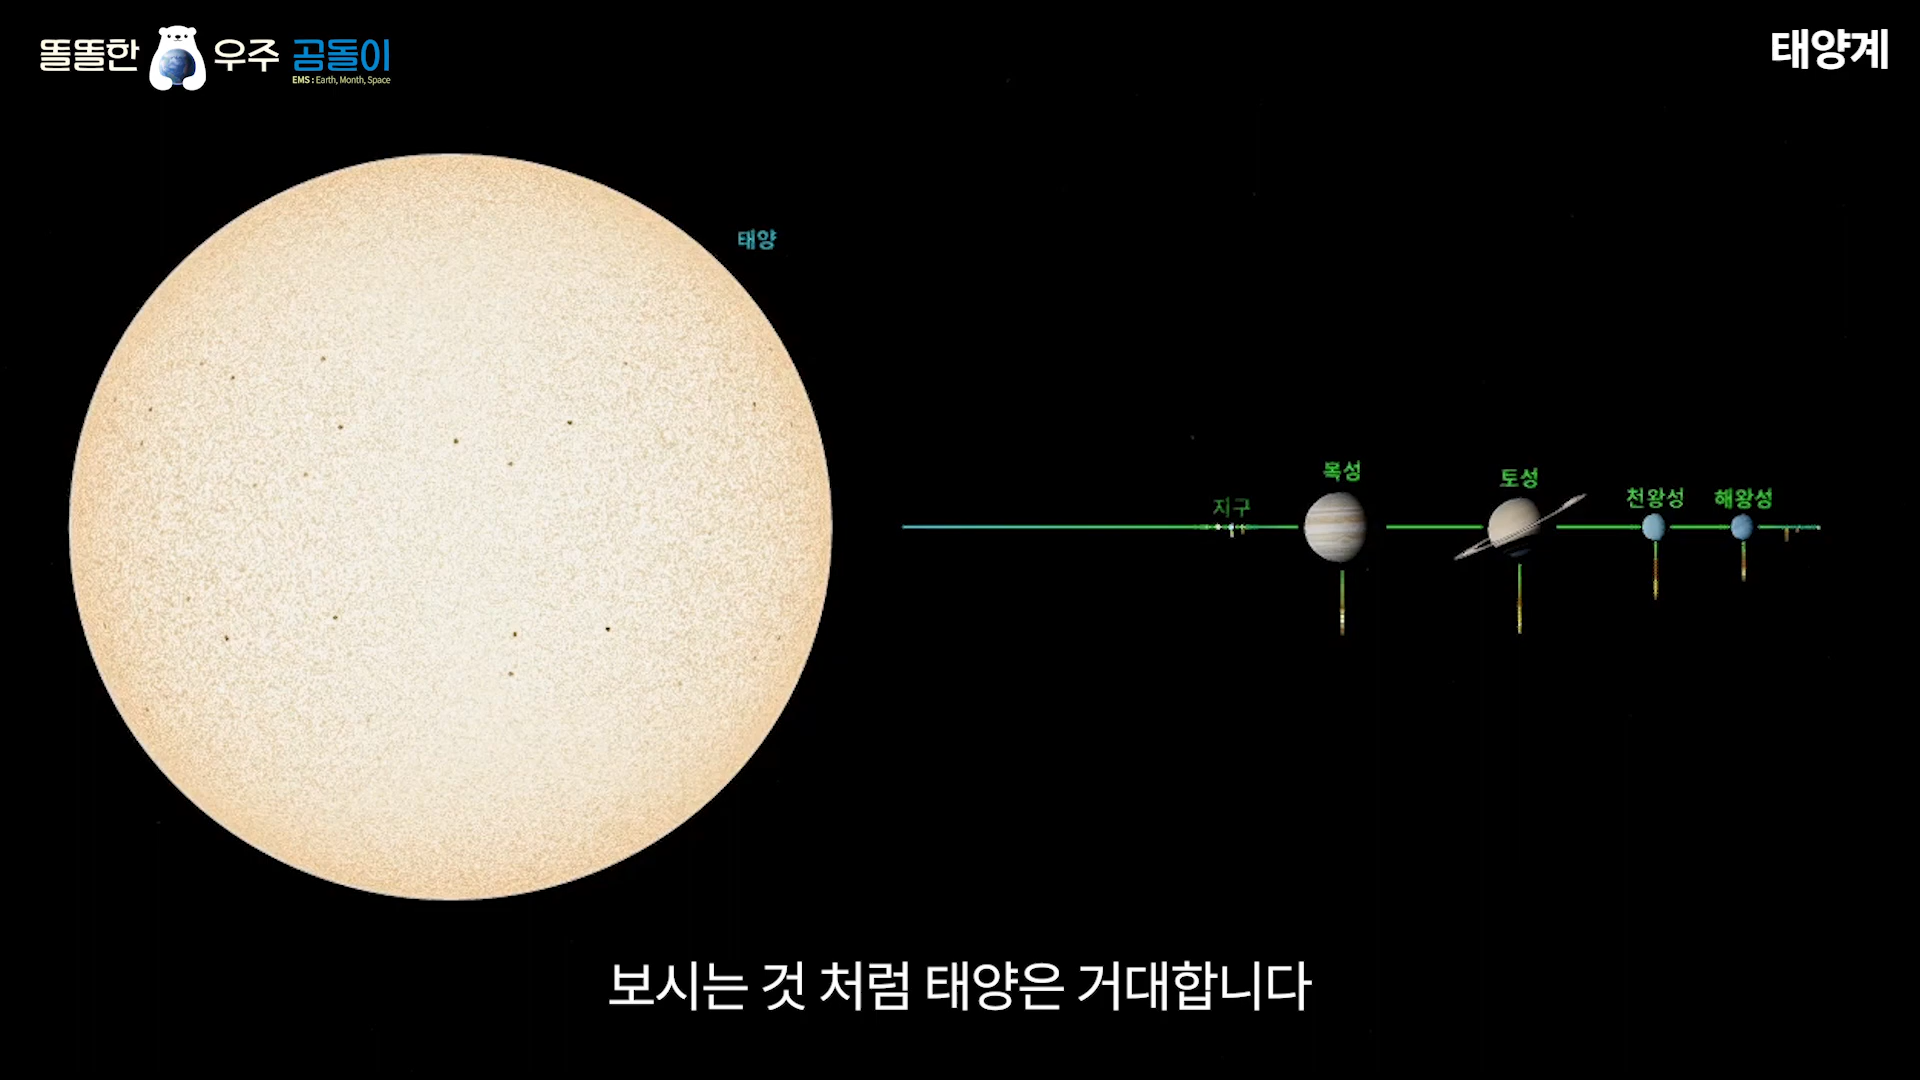 똘똘한 우주 곰돌이
EMS : Earth, Month, Space
태양계
태양
지구
목성
토성
천왕성
해왕성
보시는 것 처럼 태양은 거대합니다